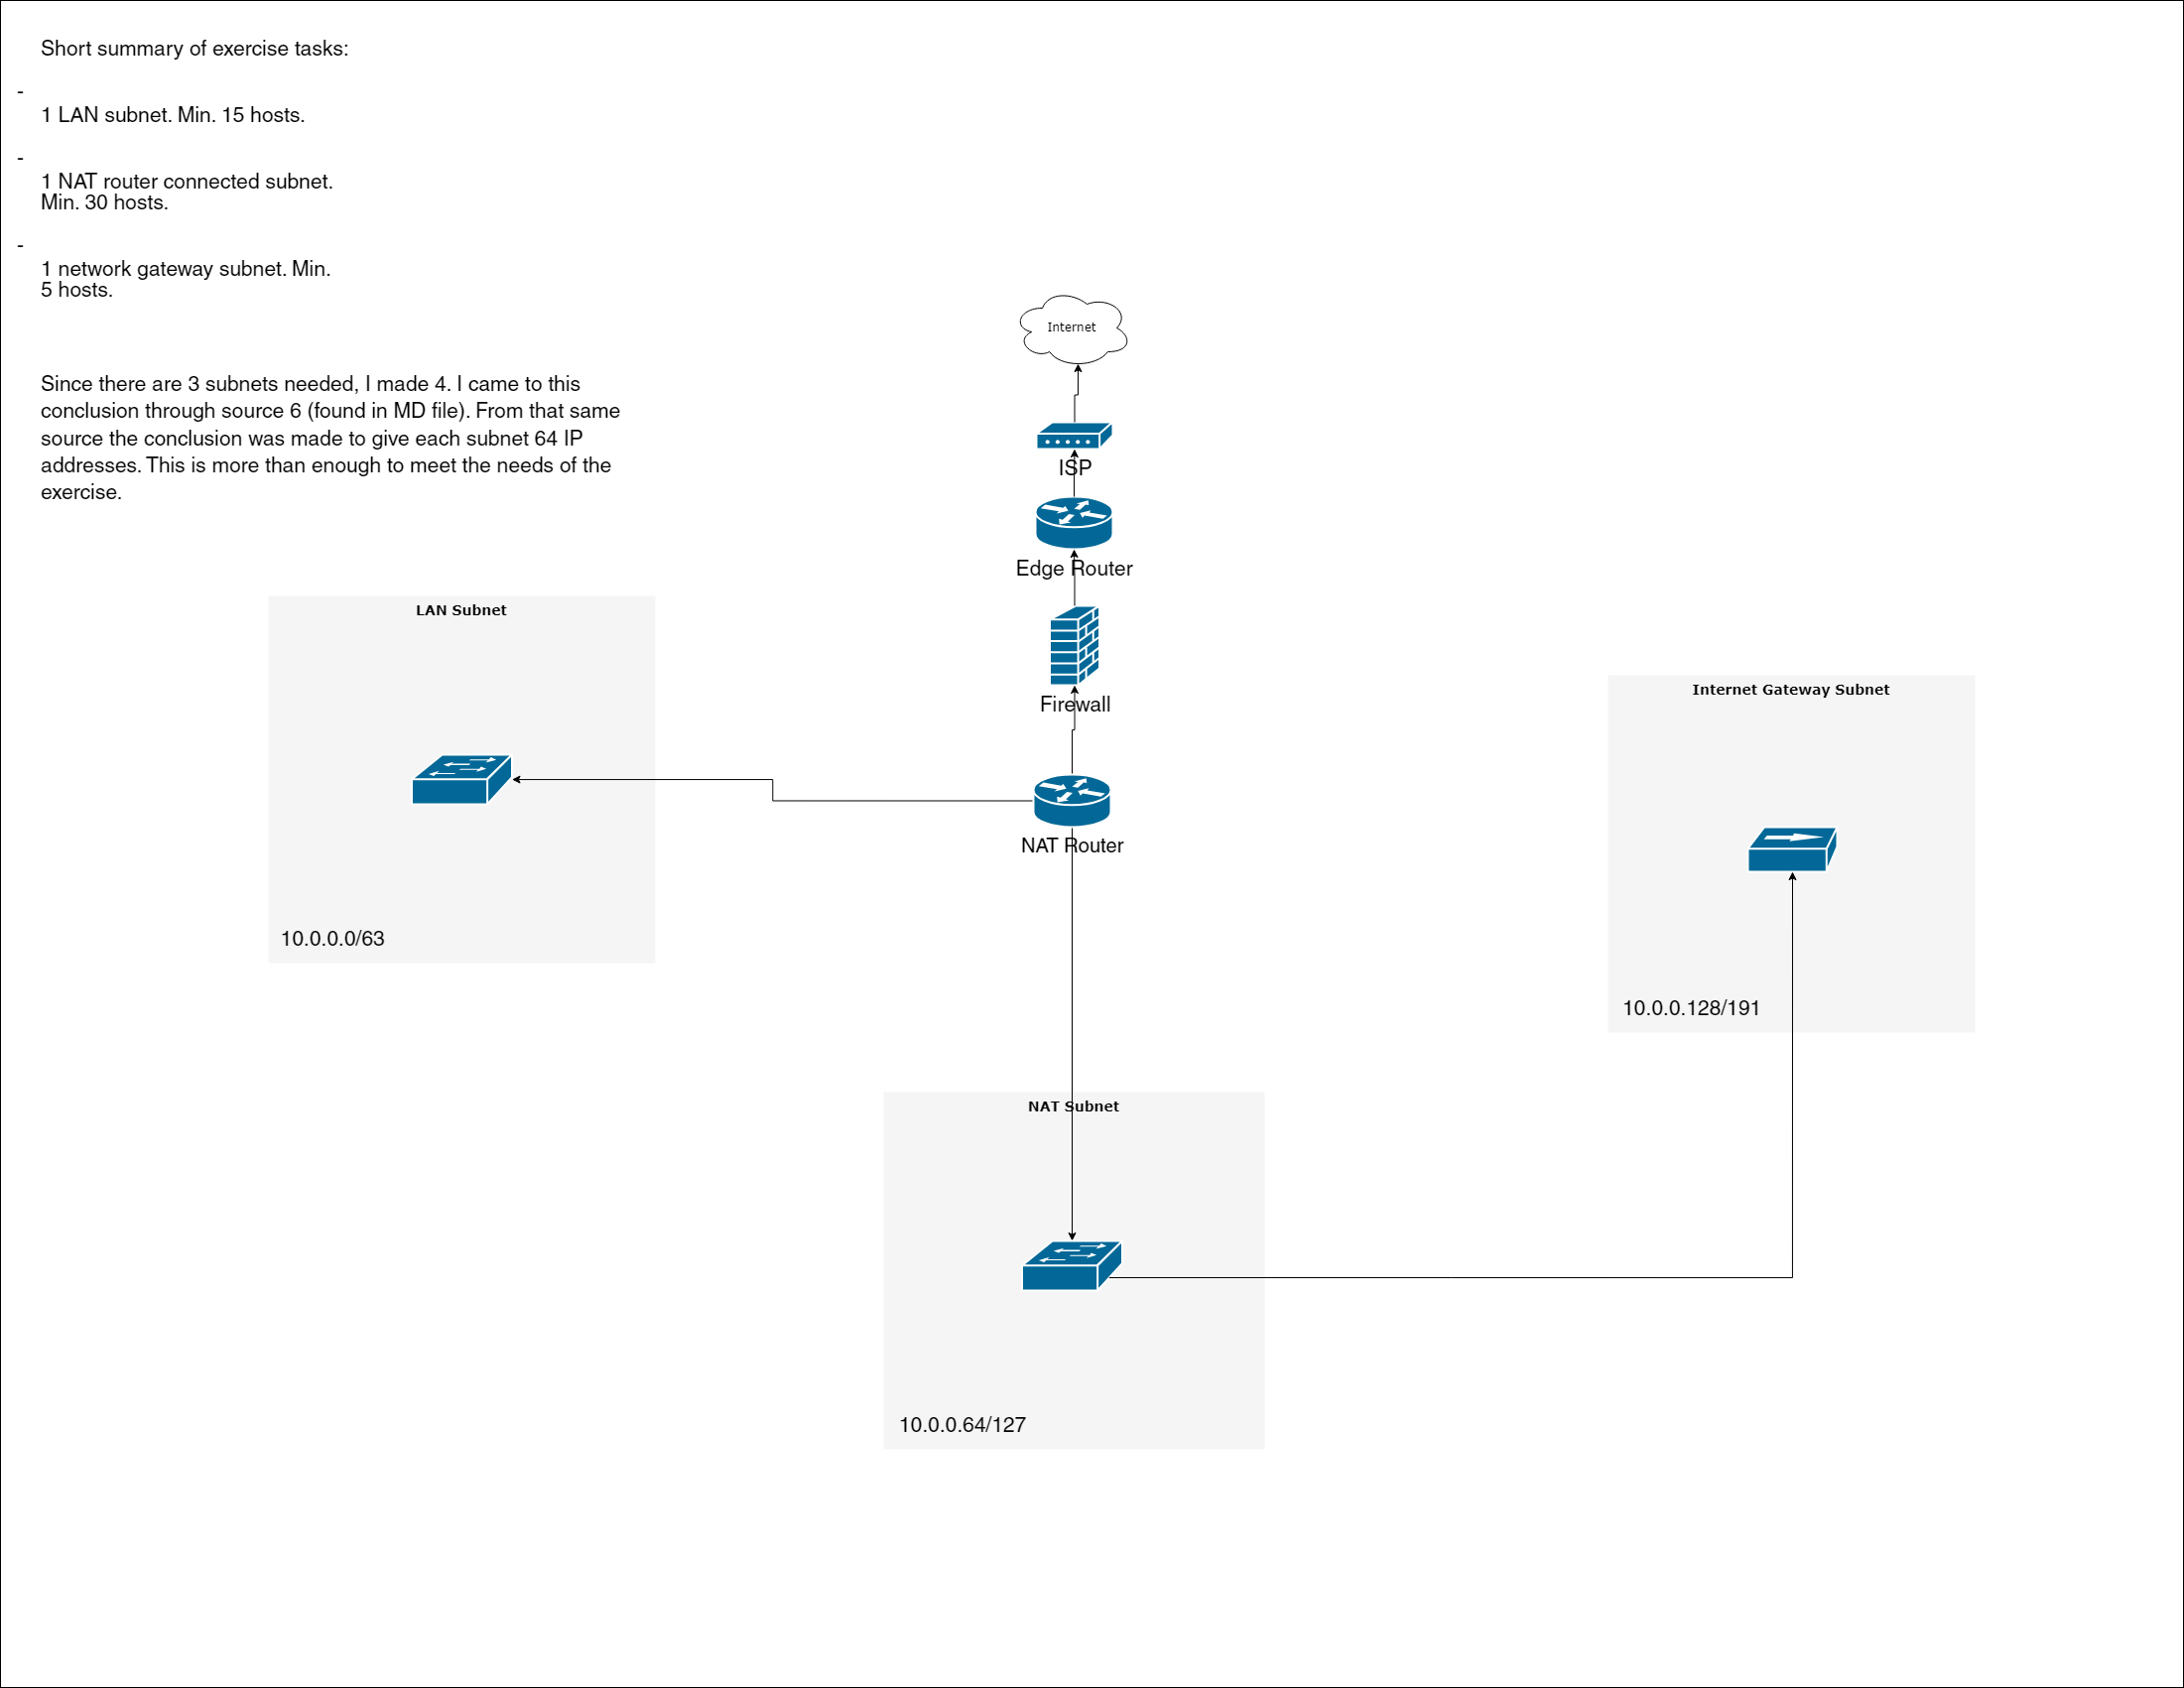 Short summary of exercise tasks:
-
1 LAN subnet. Min. 15 hosts.
-
1 NAT router connected subnet.
Min. 30 hosts.
-
1 network gateway subnet. Min.
5 hosts.
Since there are 3 subnets needed, I made 4. I came to this
conclusion through source 6 (found in MD file). From that same
source the conclusion was made to give each subnet 64 IP
addresses. This is more than enough to meet the needs of the
exercise.
Internet
ISP
Edge Router
Firewall
NAT Router
LAN Subnet
10.0.0.0/63
Internet Gateway Subnet
10.0.0.128/191
NAT Subnet
10.0.0.64/127